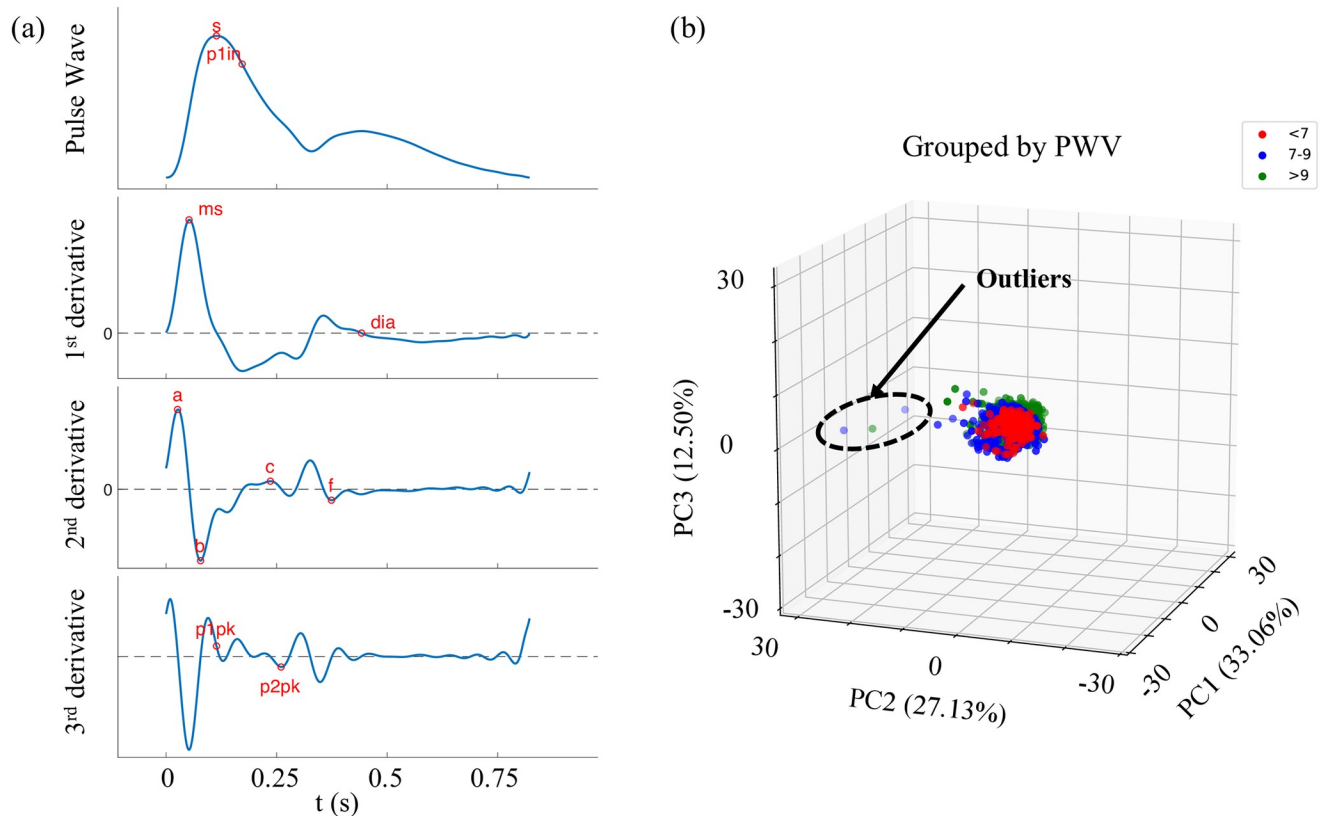 (a)
Pulse Wave
s
p1in
1st derivative
0
ms
dia
2nd derivative
0
a
b
c
f
3rd derivative
p1pk
p2pk
0
0.25
0.5
0.75
t (s)
(b)
Grouped by PWV
<7
7-9
>9
Outliers
30
0
-30
PC3 (12.50%)
30
0
-30
PC2 (27.13%)
-30
0
30
PC1 (33.06%)